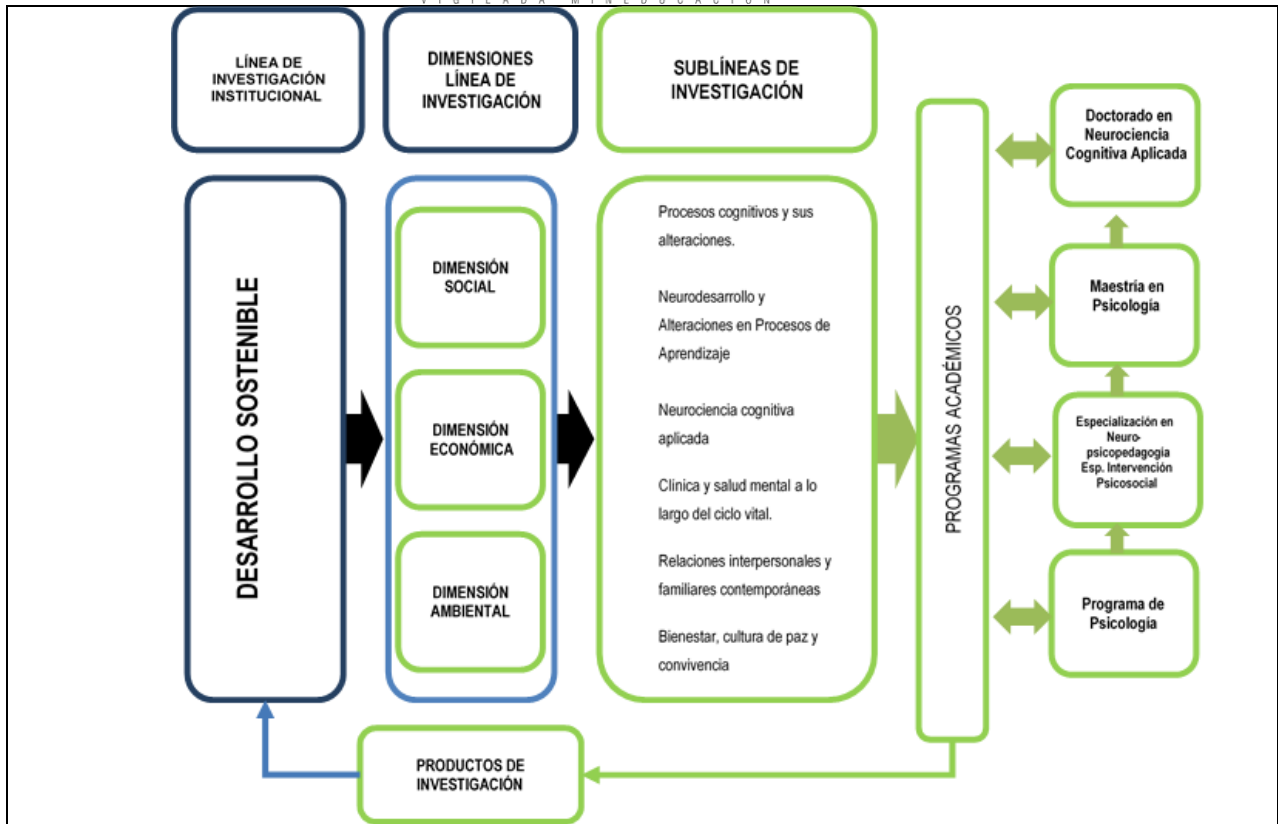 VIGILADA MINEDUCACIÓN
LÍNEA DE
INVESTIGACIÓN
INSTITUCIONAL
DIMENSIONES
LÍNEA DE
INVESTIGACIÓN
SUBLÍNEAS DE
INVESTIGACIÓN
DESARROLLO SOSTENIBLE
DIMENSIÓN
SOCIAL
DIMENSIÓN
ECONÓMICA
DIMENSIÓN
AMBIENTAL
Procesos cognitivos y sus
alteraciones.
Neurodesarrollo y
Alteraciones en Procesos de
Aprendizaje
Neurociencia cognitiva
aplicada
Clínica y salud mental a lo
largo del ciclo vital.
Relaciones interpersonales y
familiares contemporáneas
Bienestar, cultura de paz y
convivencia
PROGRAMAS ACADÉMICOS
Doctorado en
Neurociencia
Cognitiva Aplicada
Maestría en
Psicología
Especialización en
Neuro-
psicopedagogía
Esp. Intervención
Psicosocial
Programa de
Psicología
PRODUCTOS DE
INVESTIGACIÓN